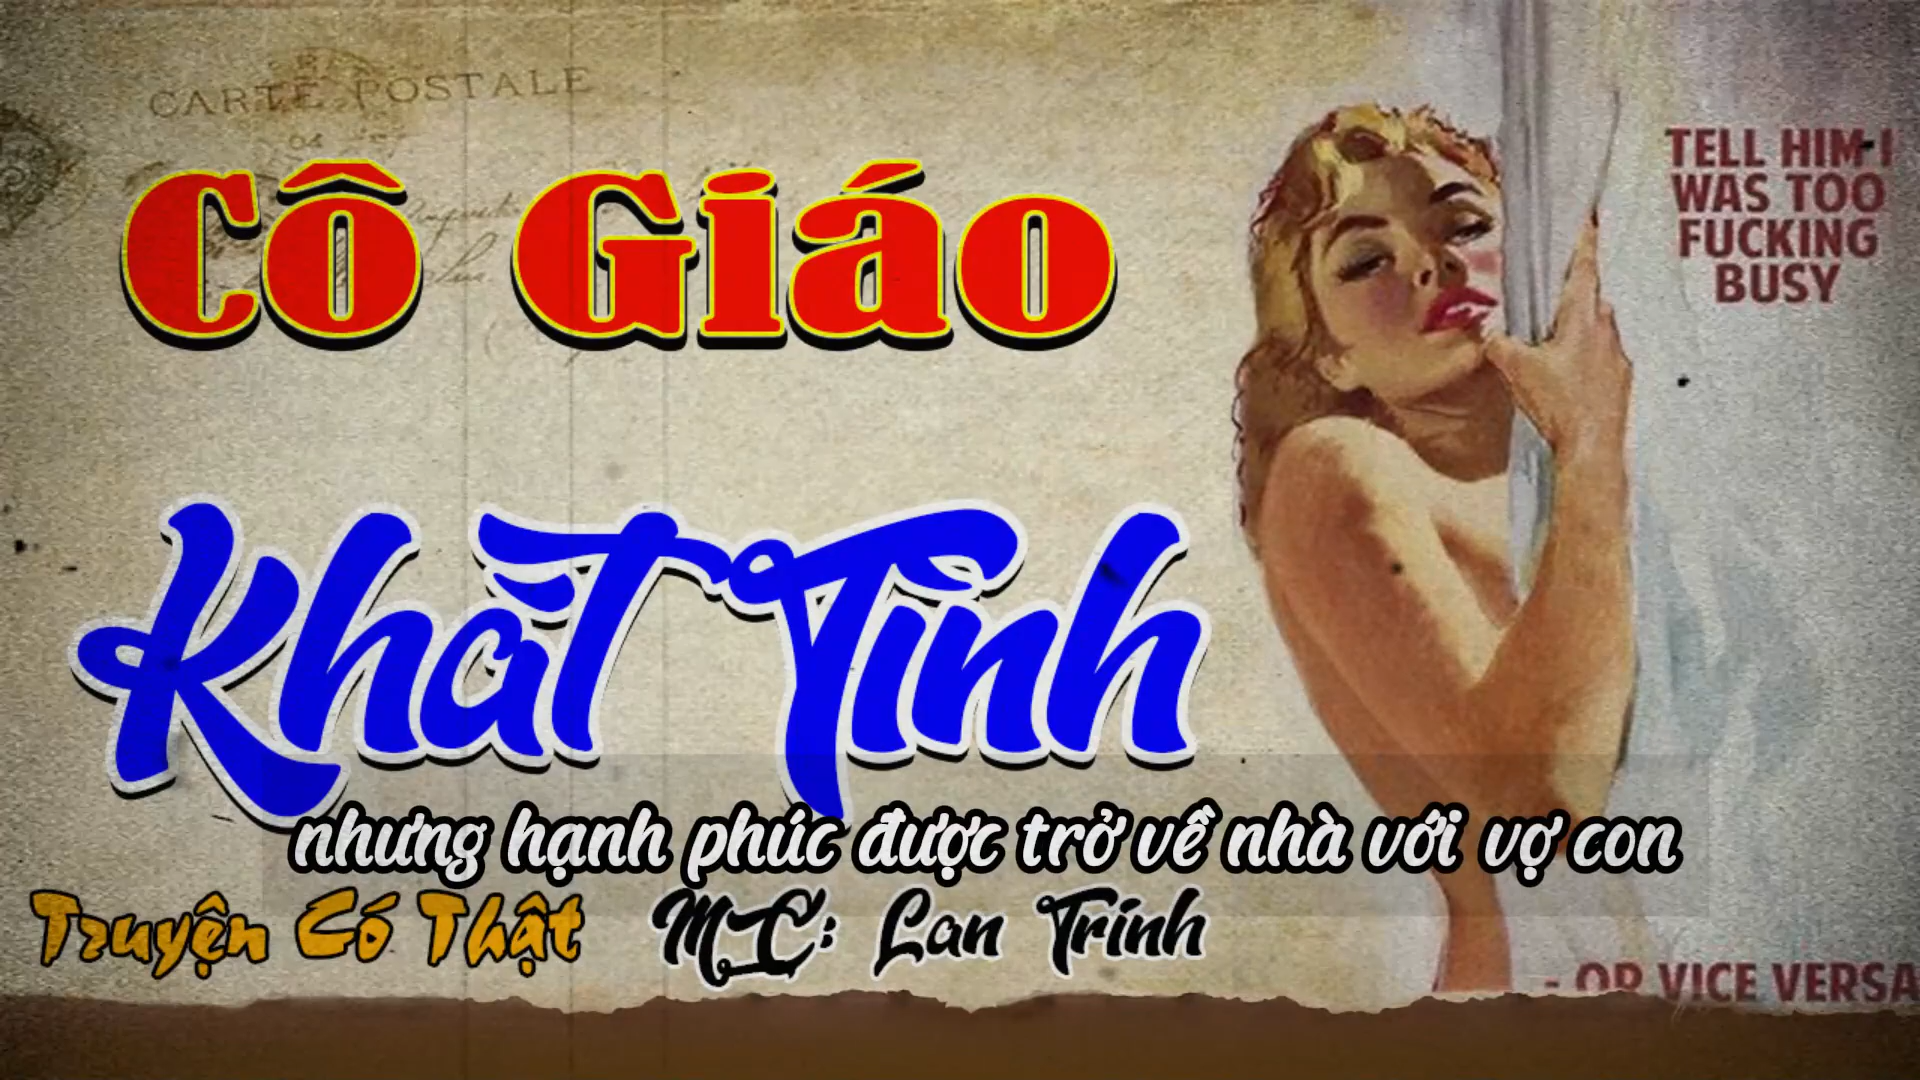 CARTE POSTALE
Cô Giáo
TELL HIM I
WAS TOO
FUCKING
BUSY
Khát Tình
nhưng hạnh phúc được trở về nhà với vợ con
Truyện Có Thật
MC: Lan Trinh
- OR VICE VERSA